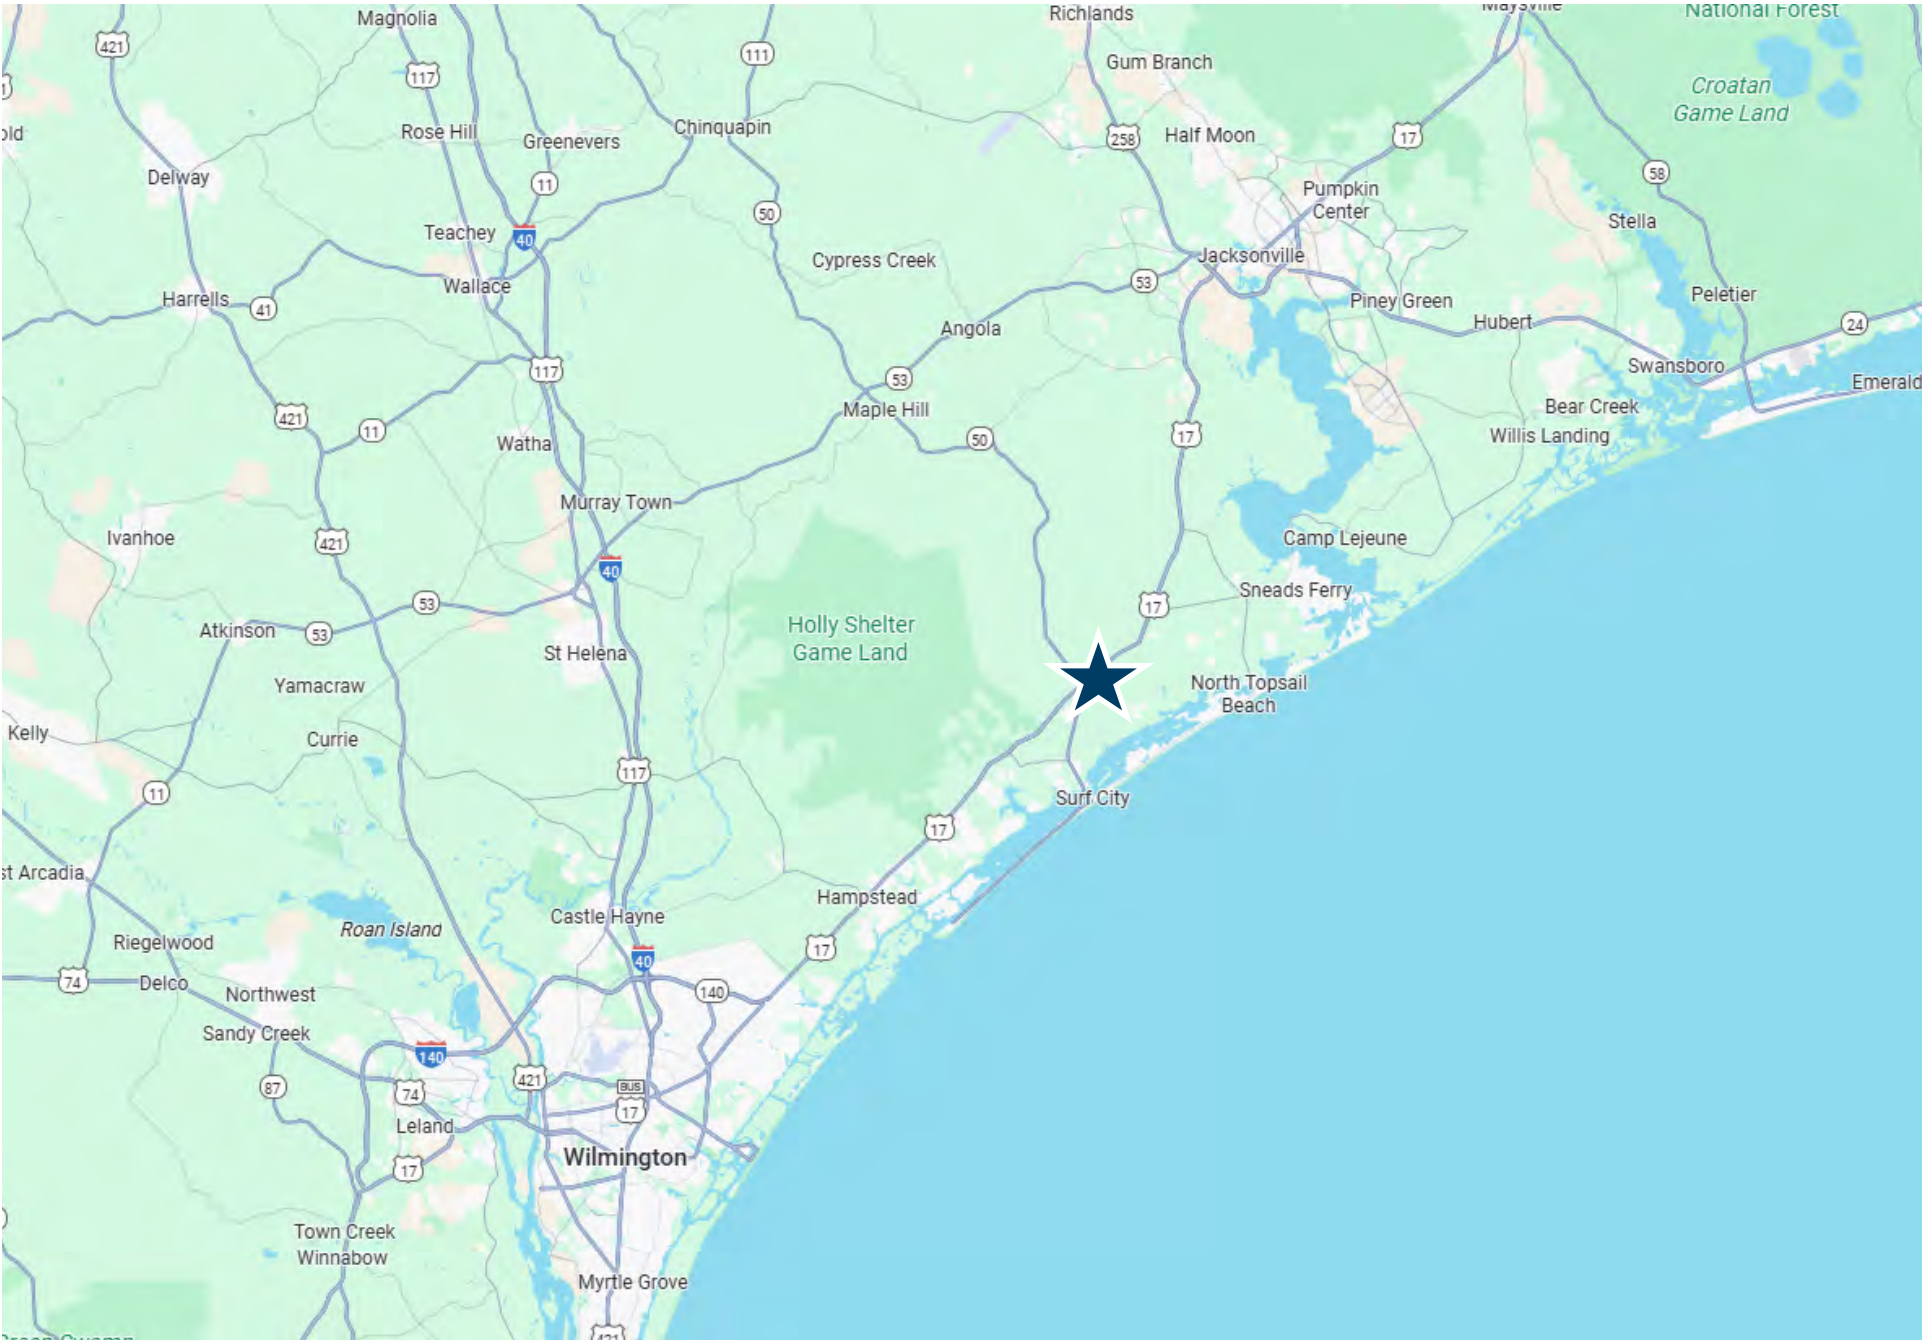 Magnolia
Richlands
Maysville
National Forest
421
117
111
Gum Branch
Croatan
Game Land
old
Rose Hill
Greenevers
Chinquapin
258
Half Moon
17
Delway
11
58
Pumpkin
Center
50
Stella
Teachey
40
Cypress Creek
Jacksonville
Wallace
53
Harrells
41
Piney Green
Peletier
Angola
Hubert
24
117
53
Swansboro
Emerald
Maple Hill
421
11
Bear Creek
Watha
50
17
Willis Landing
Murray Town
Ivanhoe
421
Camp Lejeune
40
Sneads Ferry
53
17
Atkinson
53
Holly Shelter
Game Land
St Helena
Yamacraw
North Topsail
Beach
Kelly
Currie
117
11
Surf City
17
st Arcadia
Hampstead
Castle Hayne
Roan Island
Riegelwood
17
40
74
Delco
Northwest
140
Sandy Creek
140
421
87
74
BUS
17
Leland
Wilmington
17
Town Creek
Winnabow
Myrtle Grove
421